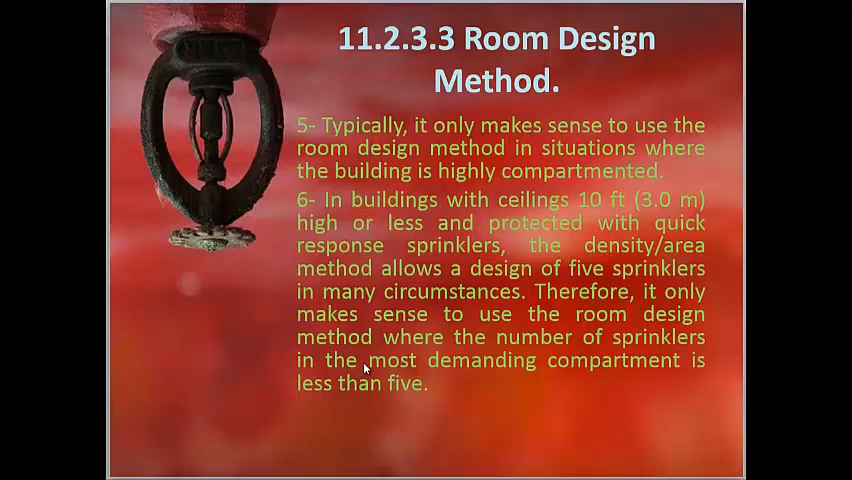 11.2.3.3 Room Design
Method.
5- Typically, it only makes sense to use the
room design method in situations where
the building is highly compartmented.
6- In buildings with ceilings 10 ft (3.0 m)
high or less and protected with quick
response sprinklers, the density/area
method allows a design of five sprinklers
in many circumstances. Therefore, it only
makes sense to use the room design
method where the number of sprinklers
in the most demanding compartment is
less than five.